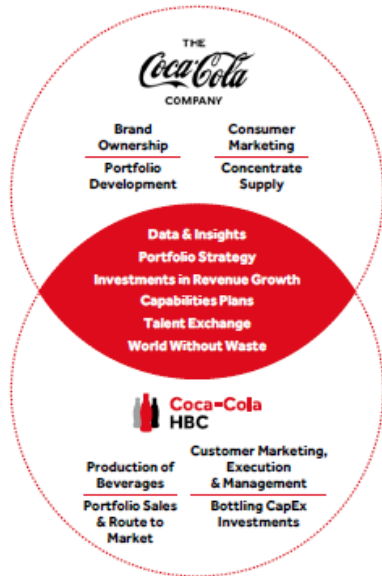 THE
Coca-Cola
COMPANY
Brand
Ownership
Portfolio
Development
Consumer
Marketing
Concentrate
Supply
Data & Insights
Portfolio Strategy
Investments in Revenue Growth
Capabilities Plans
Talent Exchange
World Without Waste
Coca-Cola
HBC
Production of
Beverages
Portfolio Sales
& Route to
Market
Customer Marketing,
Execution
& Management
Bottling CapEx
Investments